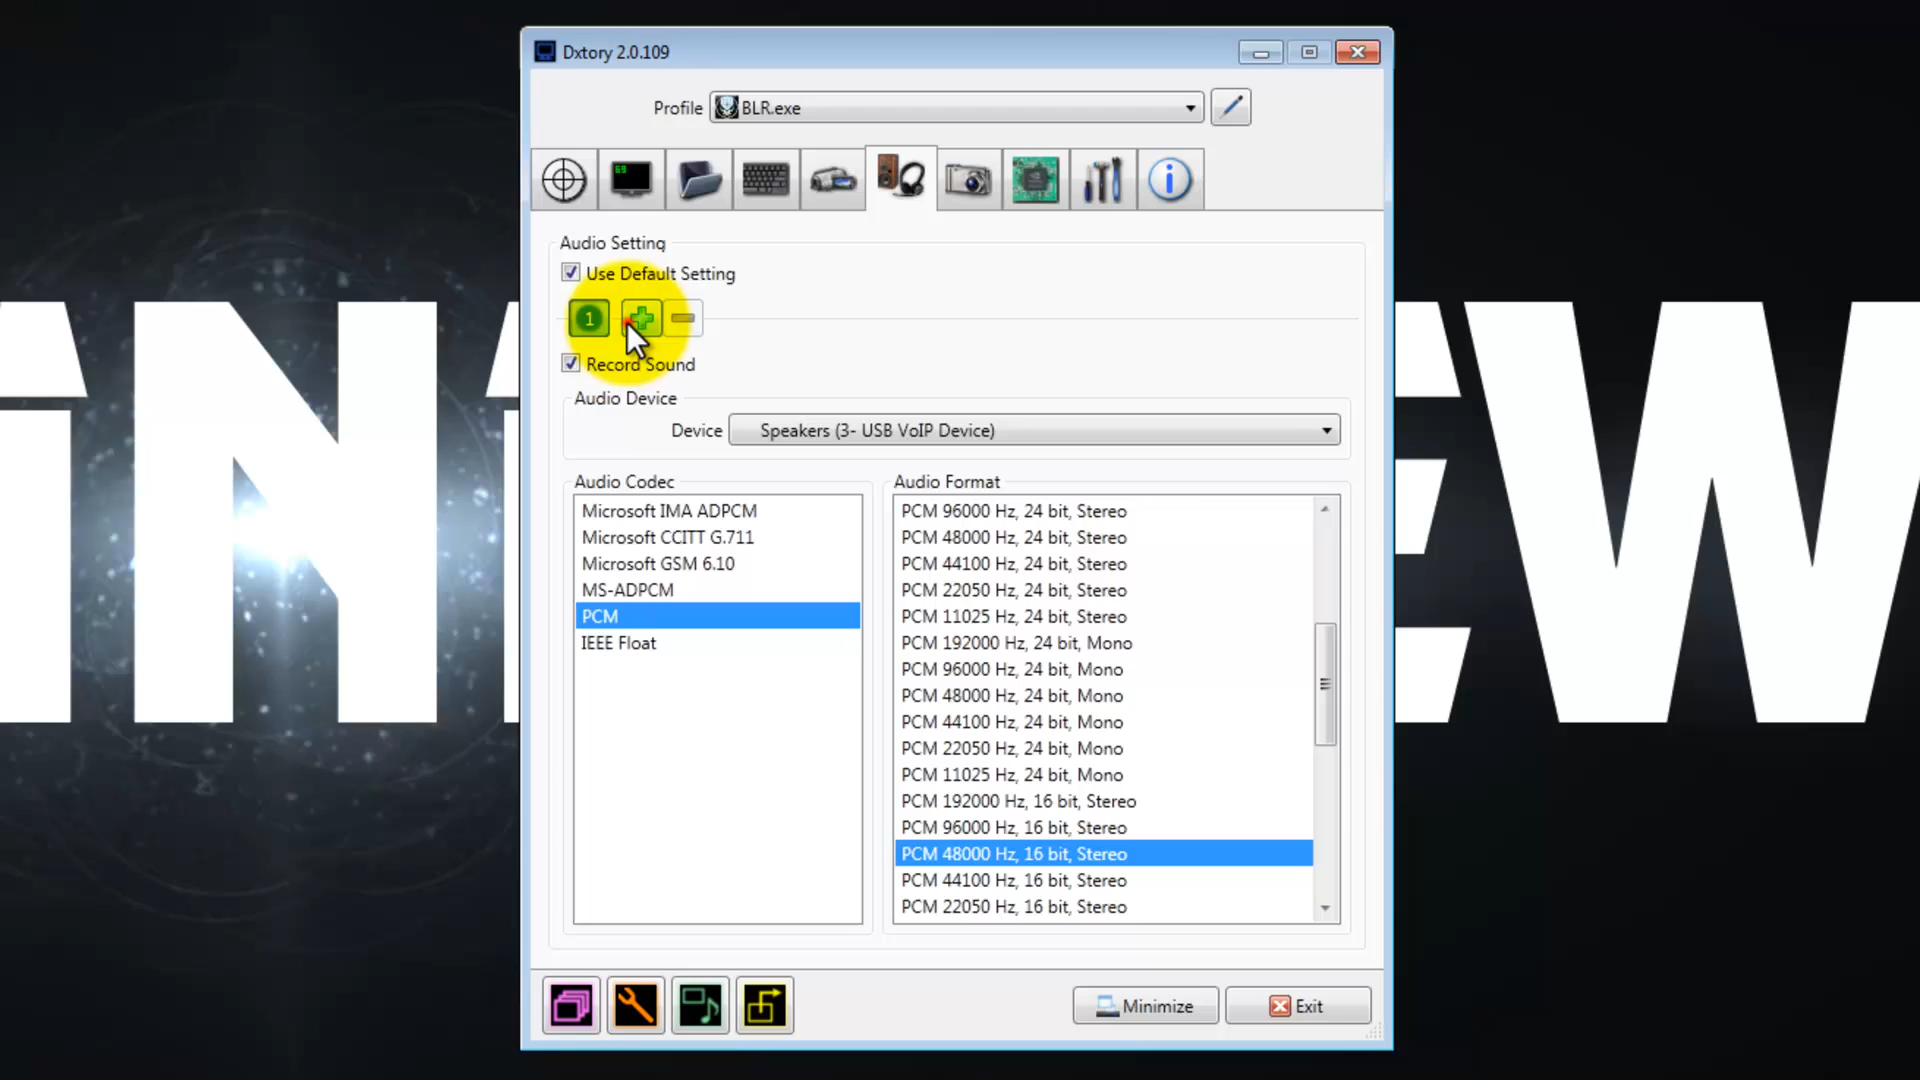 Dxtory 2.0.109
Profile BLR.exe
69
Audio Setting
Use Default Setting
1
Record Sound
Audio Device
Device Speakers (3- USB VoIP Device)
Audio Codec
Microsoft IMA ADPCM
Microsoft CCITT G.711
Microsoft GSM 6.10
MS-ADPCM
PCM
IEEE Float
Audio Format
PCM 96000 Hz, 24 bit, Stereo
PCM 48000 Hz, 24 bit, Stereo
PCM 44100 Hz, 24 bit, Stereo
PCM 22050 Hz, 24 bit, Stereo
PCM 11025 Hz, 24 bit, Stereo
PCM 192000 Hz, 24 bit, Mono
PCM 96000 Hz, 24 bit, Mono
PCM 48000 Hz, 24 bit, Mono
PCM 44100 Hz, 24 bit, Mono
PCM 22050 Hz, 24 bit, Mono
PCM 11025 Hz, 24 bit, Mono
PCM 192000 Hz, 16 bit, Stereo
PCM 96000 Hz, 16 bit, Stereo
PCM 48000 Hz, 16 bit, Stereo
PCM 44100 Hz, 16 bit, Stereo
PCM 22050 Hz, 16 bit, Stereo
Minimize
Exit